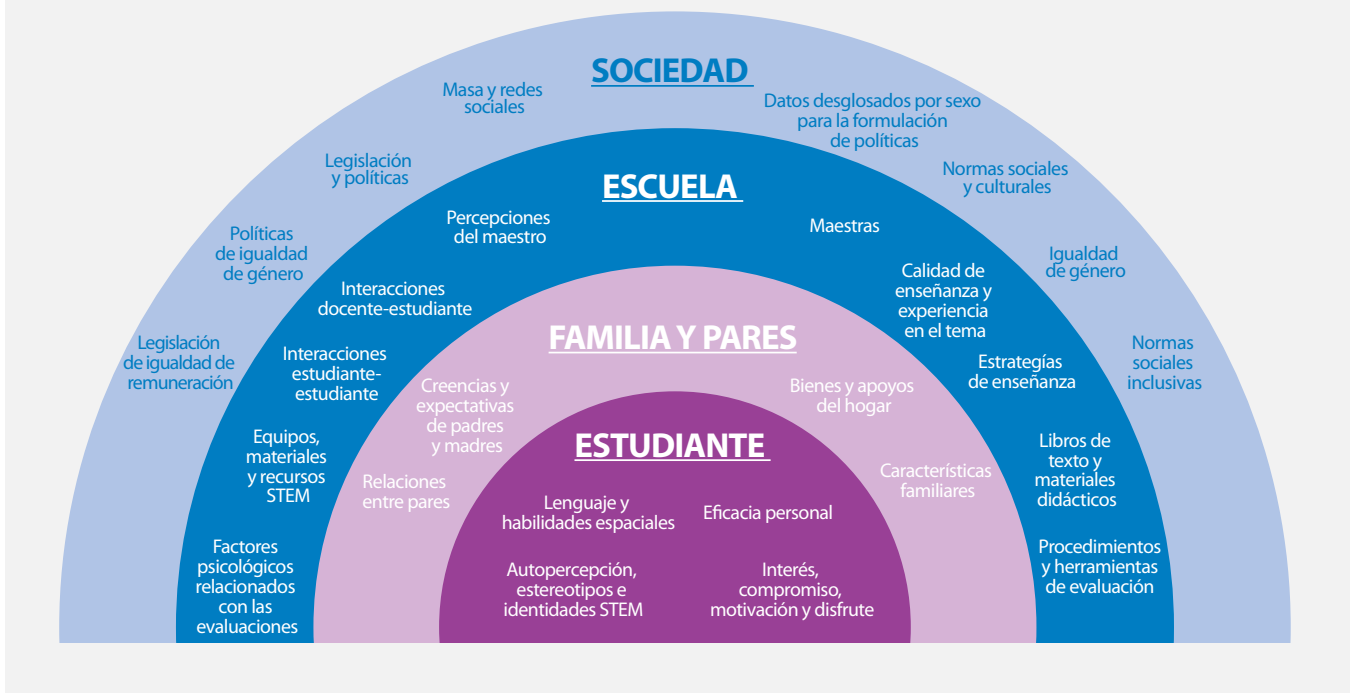 SOCIEDAD
Masa y redes
sociales
Datos desglosados por sexo
para la formulación
de políticas
Legislación
y políticas
Normas sociales
y culturales
Políticas
de igualdad
de género
Igualdad
de género
Legislación
de igualdad de
remuneración
Normas
sociales
inclusivas
ESCUELA
Percepciones
del maestro
Maestras
Interacciones
docente-estudiante
Calidad de
enseñanza y
experiencia
en el tema
Interacciones
estudiante-
estudiante
Estrategías
de enseñanza
Equipos,
materiales
y recursos
STEM
Libros de
texto y
materiales
didácticos
Factores
psicológicos
relacionados
con las
evaluaciones
Procedimientos
y herramientas
de evaluación
FAMILIA Y PARES
Creencias y
expectativas
de padres
y madres
Bienes y apoyos
del hogar
Relaciones
entre pares
Características
familiares
ESTUDIANTE
Lenguaje y
habilidades espaciales
Eficacia personal
Autopercepción,
estereotipos e
identidades STEM
Interés,
compromiso,
motivación y disfrute